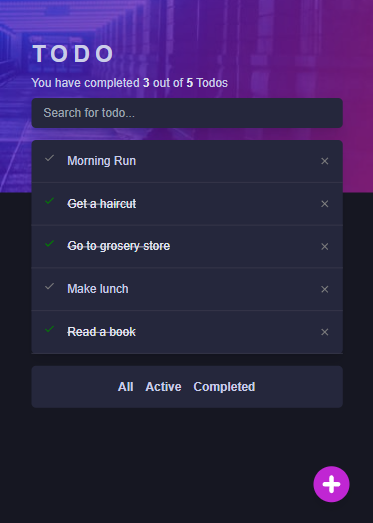 TODO
You have completed 3 out of 5 Todos
Search for todo...
Morning Run
Get a haircut
Go to grosery store
Make lunch
Read a book
All Active Completed